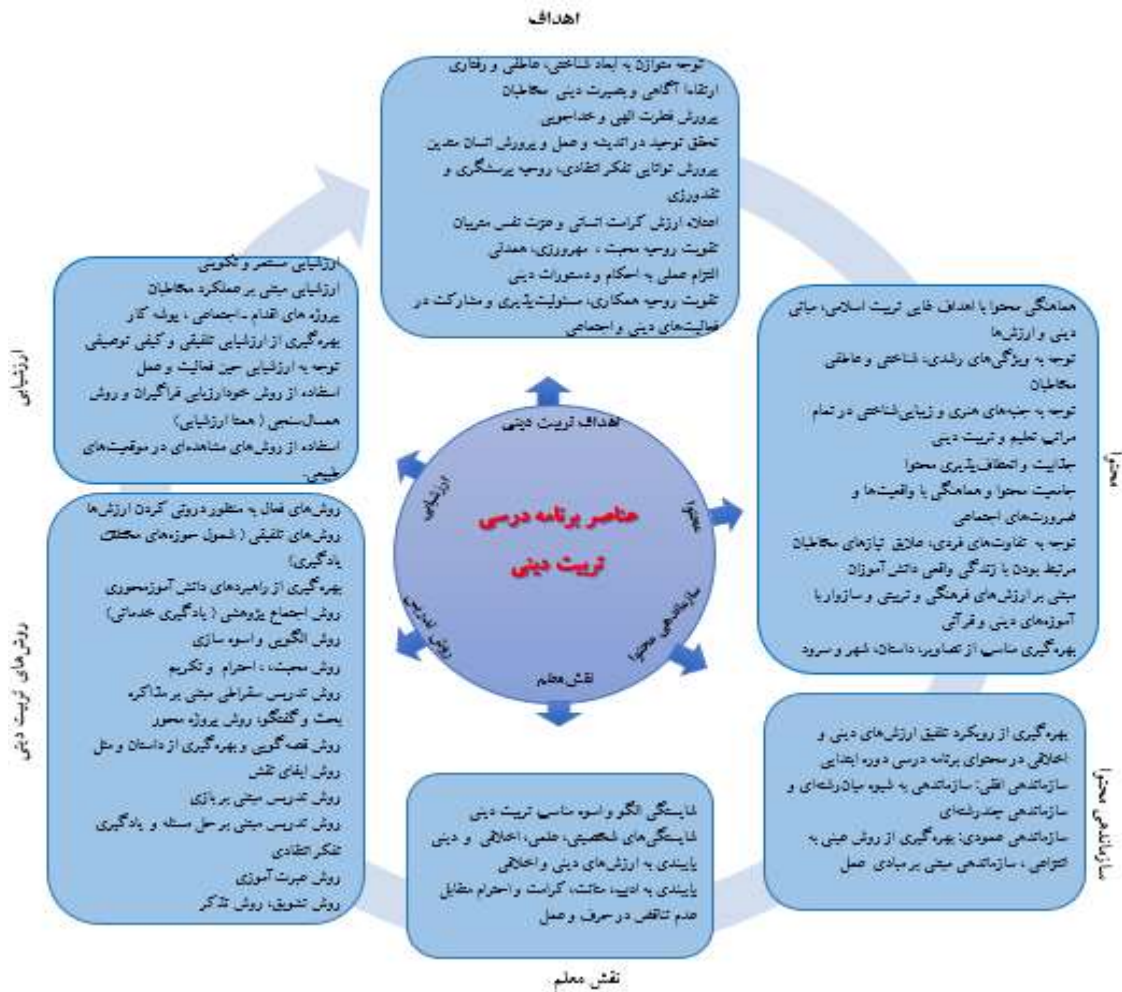 اهداف
توجه متوازن به ابعاد شناختی، عاطفی و رفتاری
ارتقاء آگاهی و بصیرت دینی مخاطبان
پرورش فطرت الهی و خداجویی
تحقق توحید در اندیشه و عمل و پرورش انسان متدین
پرورش توانایی تفکر انتقادی، روحیه پرسشگری و
نقدورزی
اعتلاء ارزش کرامت انسانی و عزت نفس متربیان
تقویت روحیه محبت ، مهرورزی، همدلی
التزام عملی به احکام و دستورات دینی
تقویت روحیه همکاری، مسئولیت‌پذیری و مشارکت در
فعالیت‌های دینی و اجتماعی
محتوا
هماهنگی محتوا با اهداف غایی تربیت اسلامی، مبانی
دینی و ارزش‌ها
توجه به ویژگی‌های رشدی، شناختی و عاطفی
مخاطبان
توجه به جنبه‌های هنری و زیبایی‌شناختی در تمام
مراتب تعلیم و تربیت دینی
جذابیت و انعطاف‌پذیری محتوا
جامعیت محتوا و هماهنگی با واقعیت‌ها و
ضرورت‌های اجتماعی
توجه به تفاوت‌های فردی، علایق نیازهای مخاطبان
مرتبط بودن با زندگی واقعی دانش آموزان
مبتنی بر ارزش‌های فرهنگی و تربیتی و سازوار با
آموزه‌های دینی و قرآنی
بهره‌گیری مناسب از تصاویر، داستان، شهر و سرود
سازماندهی محتوا
بهره‌گیری از رویکرد تلفیق ارزش‌های دینی و
اخلاقی در محتوای برنامه درسی دوره ابتدایی
سازماندهی افقی: سازماندهی به شیوه میان‌رشته‌ای و
سازماندهی چندرشته‌ای
سازماندهی عمودی: بهره‌گیری از روش عینی به
انتزاعی ، سازماندهی مبتنی بر مبادی عمل
نقش معلم
شایستگی الگو و اسوه مناسب تربیت دینی
شایستگی‌های شخصیتی، علمی، اخلاقی و دینی
پایبندی به ارزش‌های دینی و اخلاقی
پایبندی به ادب، متانت، کرامت و احترام متقابل
عدم تناقض در حرف و عمل
روش‌های تربیت دینی
روش‌های فعال به منظور درونی کردن ارزش‌ها
روش‌های تلفیقی ( شمول حوزه‌های مختلف
یادگیری)
بهره‌گیری از راهبردهای دانش آموزمحوری
روش اجتماع پژوهشی ( یادگیری خدماتی)
روش الگویی و اسوه سازی
روش محبت، ، احترام و تکریم
روش تدریس سقراطی مبتنی بر مذاکره
بحث و گفتگو، روش پروژه محور
روش قصه‌گویی و بهره‌گیری از داستان و مثل
روش ایفای نقش
روش تدریس مبتنی بر بازی
روش تدریس مبتنی بر حل مسئله و یادگیری
تفکر انتقادی
روش عبرت آموزی
روش تشویق، روش تذکر
ارزشیابی
ارزشیابی مستمر و تکوینی
ارزشیابی مبتنی بر عملکرد مخاطبان
پروژه های اقدام ـ اجتماعی ، پوشه کار
بهره‌گیری از ارزشیابی تلفیقی و کیفی توصیفی
توجه به ارزشیابی حین فعالیت و عمل
استفاده از روش خودارزیابی فراگیران و روش
همسال‌سنجی ( همتا ارزشیابی)
استفاده از روش‌های مشاهده‌ای در موقعیت‌های
طبیعی.
عناصر برنامه درسی
تربیت دینی
اهداف تربیت دینی
محتوا
سازماندهی محتوا
نقش معلم
روش تدریس
ارزشیابی